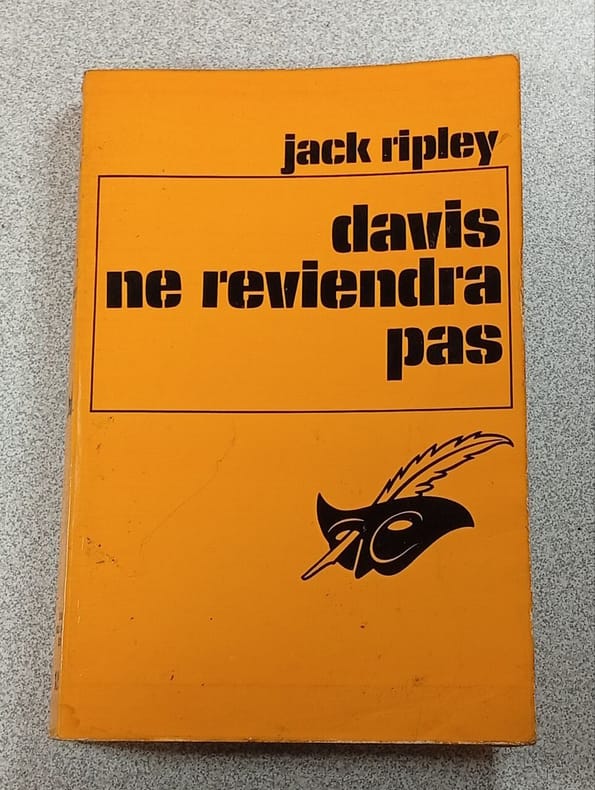 jack ripley
davis
ne reviendra
pas